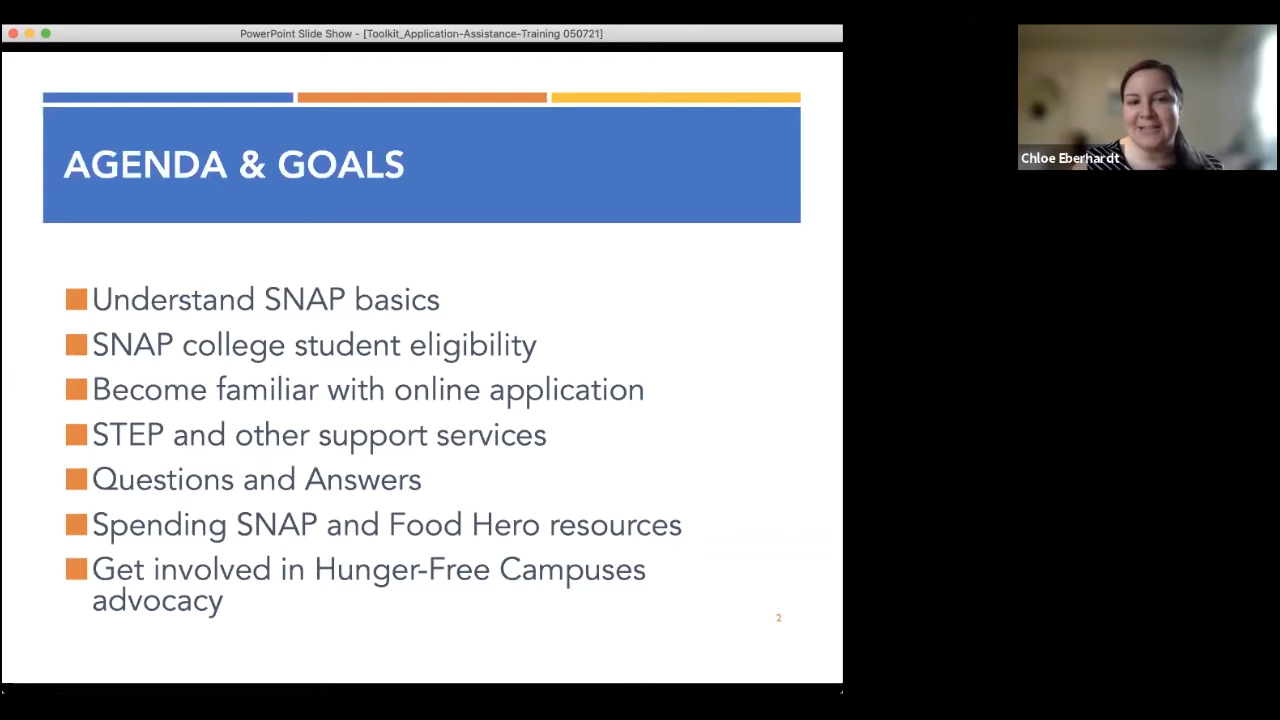 PowerPoint Slide Show - [Toolkit_Application-Assistance-Training 050721]
AGENDA & GOALS
Understand SNAP basics
SNAP college student eligibility
Become familiar with online application
STEP and other support services
Questions and Answers
Spending SNAP and Food Hero resources
Get involved in Hunger-Free Campuses
advocacy
2
Chloe Eberhardt